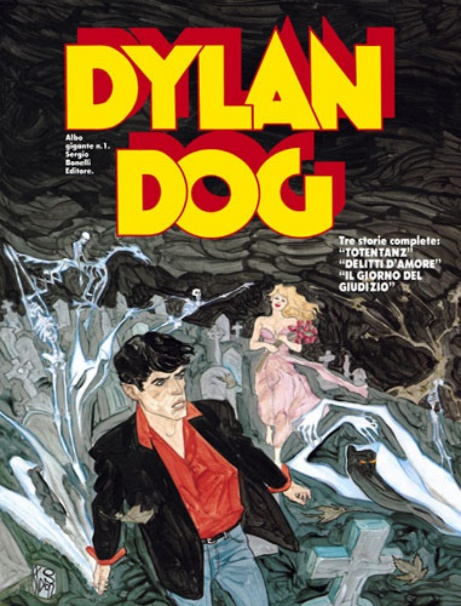 DYLAN
DOG
Albo
gigante n.1.
Sergio
Bonelli
Editore.
Tre storie complete:
"TOTENTANZ"
"DELITTI D'AMORE"
"IL GIORNO DEL
GIUDIZIO"